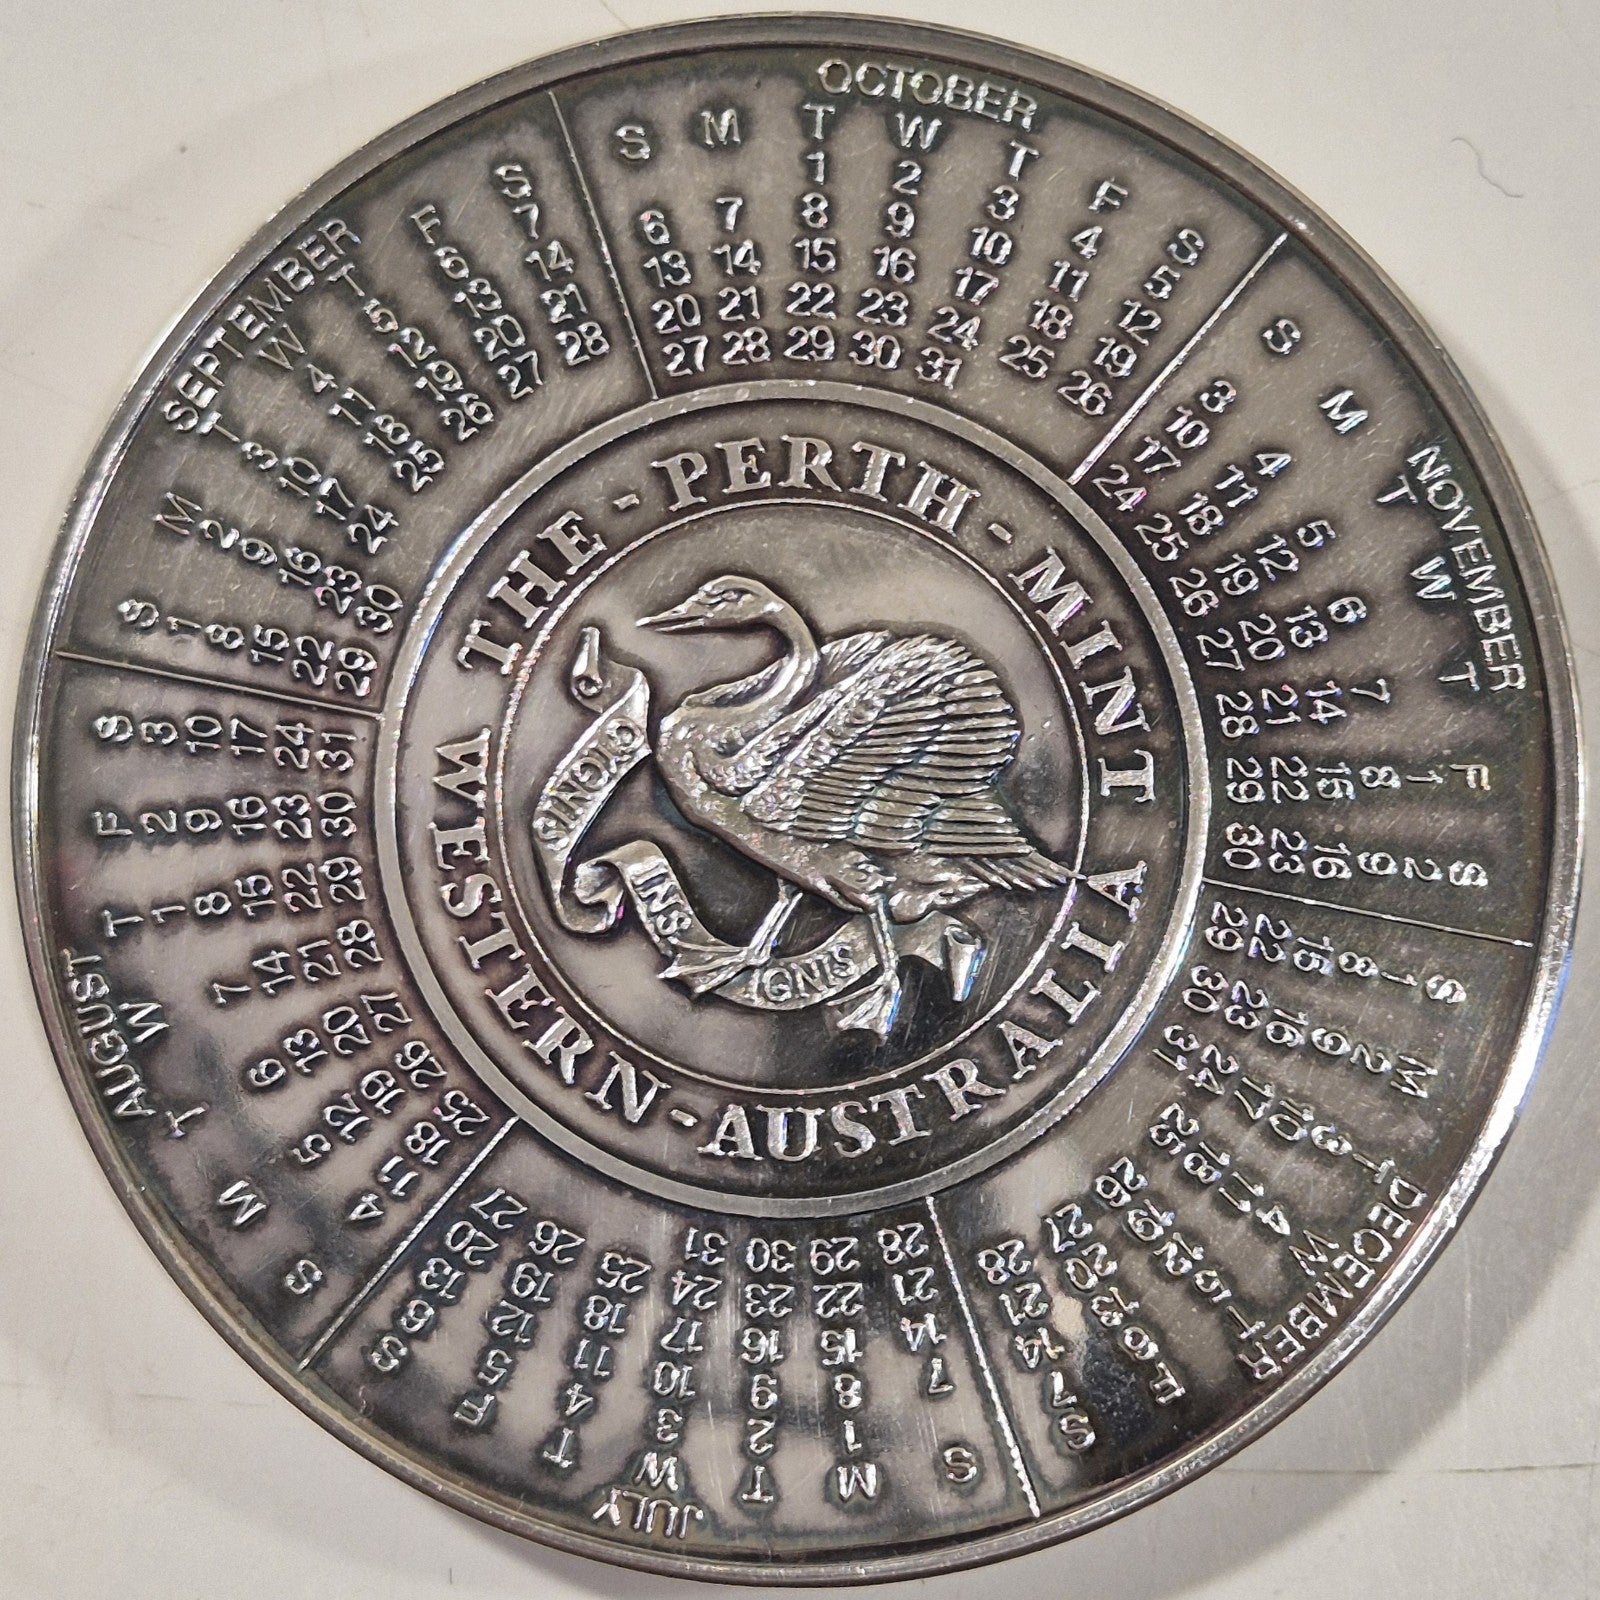 THE - PERTH - MINT
WESTERN - AUSTRALIA
CYGNIS
INS
IGNIS
JULY
S M T W T F S
1 2 3 4 5 6
7 8 9 10 11 12 13
14 15 16 17 18 19 20
21 22 23 24 25 26 27
28 29 30 31
AUGUST
S M T W T F S
1 2 3
4 5 6 7 8 9 10
11 12 13 14 15 16 17
18 19 20 21 22 23 24
25 26 27 28 29 30 31
SEPTEMBER
S M T W T F S
1 2 3 4 5 6 7
8 9 10 11 12 13 14
15 16 17 18 19 20 21
22 23 24 25 26 27 28
29 30
OCTOBER
S M T W T F S
1 2 3 4 5
6 7 8 9 10 11 12
13 14 15 16 17 18 19
20 21 22 23 24 25 26
27 28 29 30 31
NOVEMBER
S M T W T F S
1 2
3 4 5 6 7 8 9
10 11 12 13 14 15 16
17 18 19 20 21 22 23
24 25 26 27 28 29 30
DECEMBER
S M T W T F S
1 2 3 4 5 6 7
8 9 10 11 12 13 14
15 16 17 18 19 20 21
22 23 24 25 26 27 28
29 30 31